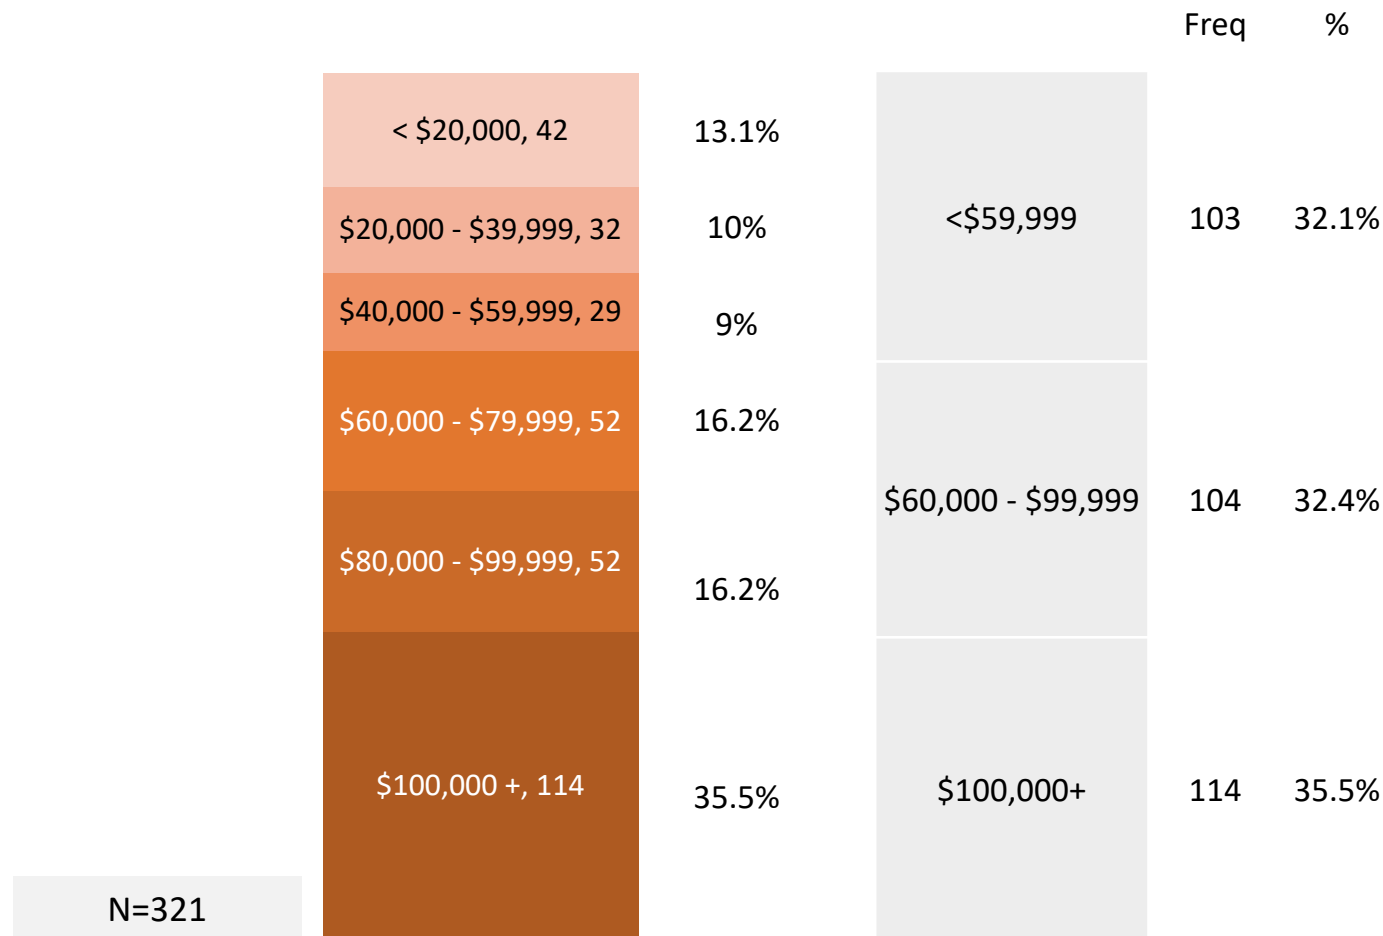 Freq %
< $20,000, 42 13.1%
$20,000 - $39,999, 32 10%
<$59,999 103 32.1%
$40,000 - $59,999, 29 9%
$60,000 - $79,999, 52 16.2%
$60,000 - $99,999 104 32.4%
$80,000 - $99,999, 52 16.2%
$100,000 +, 114 35.5%
$100,000+ 114 35.5%
N=321